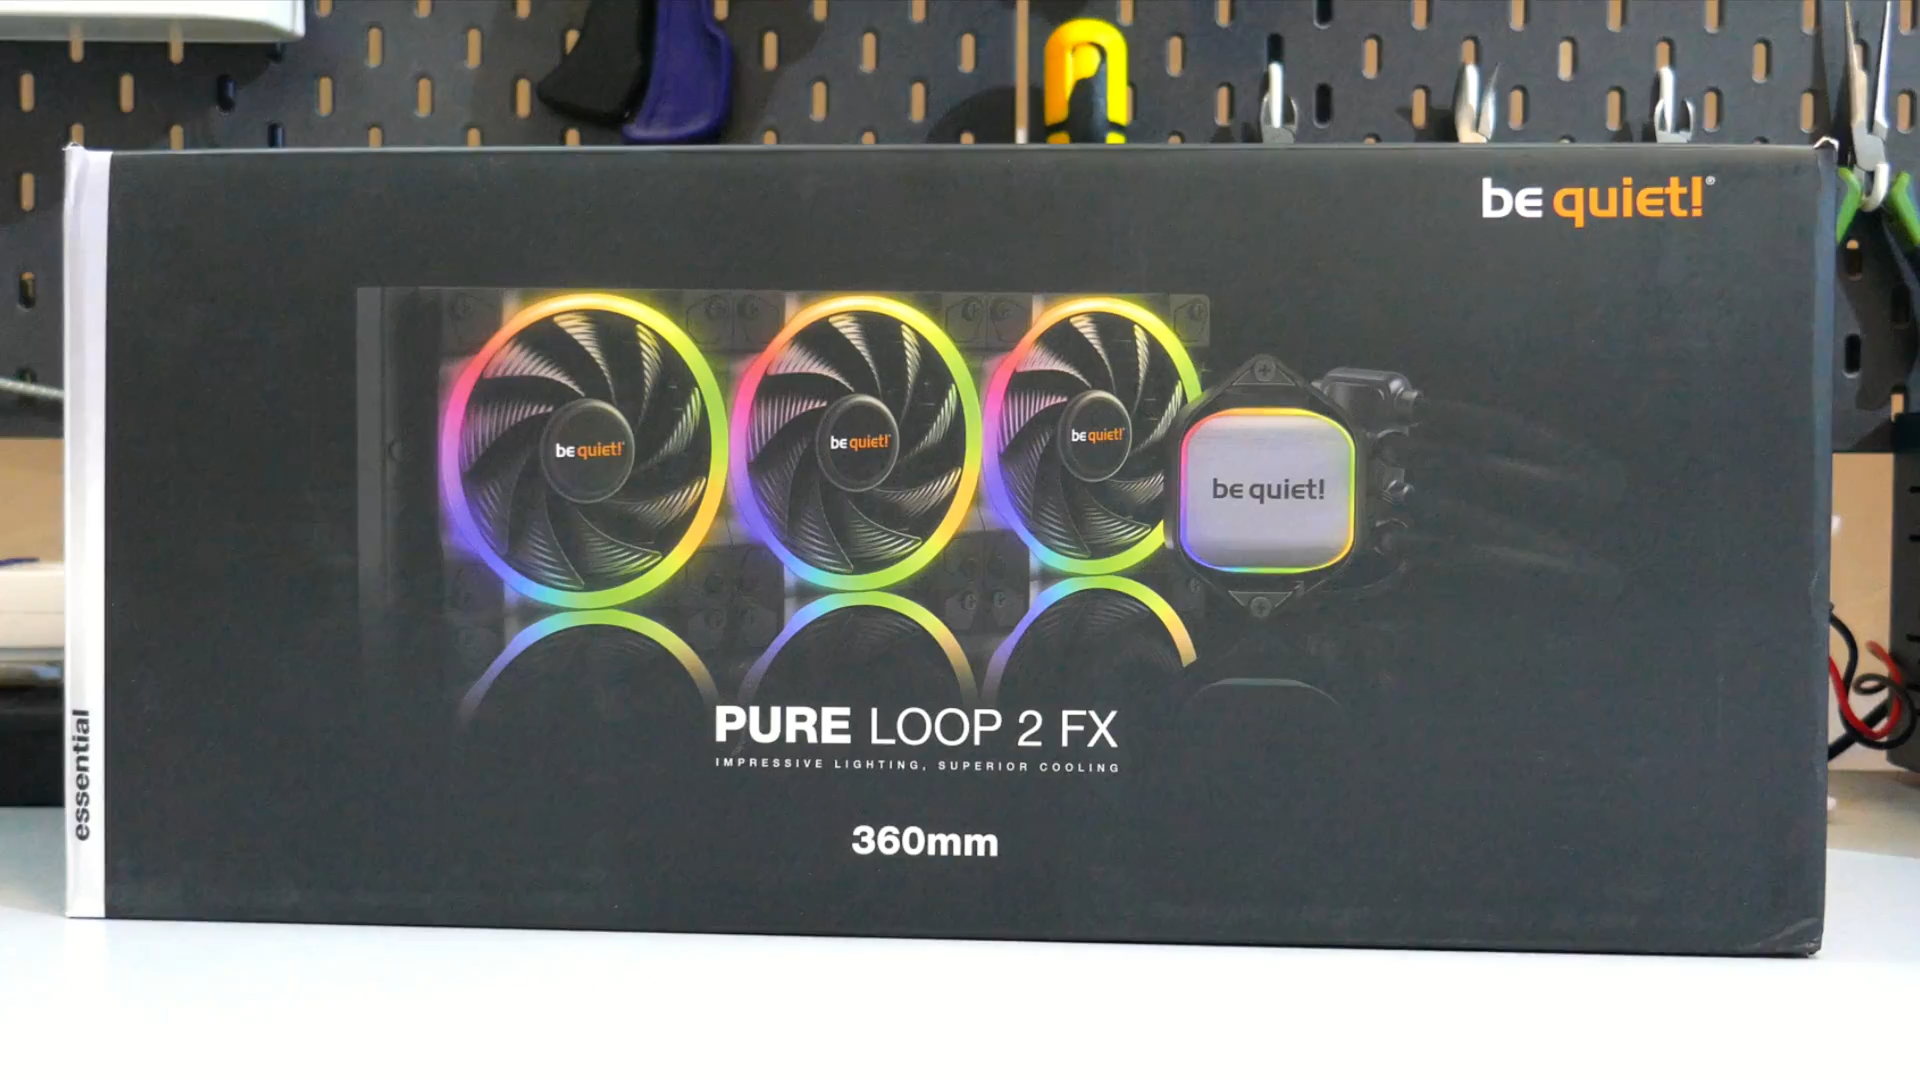 be quiet!®
be quiet!
be quiet!
be quiet!
be quiet!
PURE LOOP 2 FX
IMPRESSIVE LIGHTING, SUPERIOR COOLING
360mm
essential